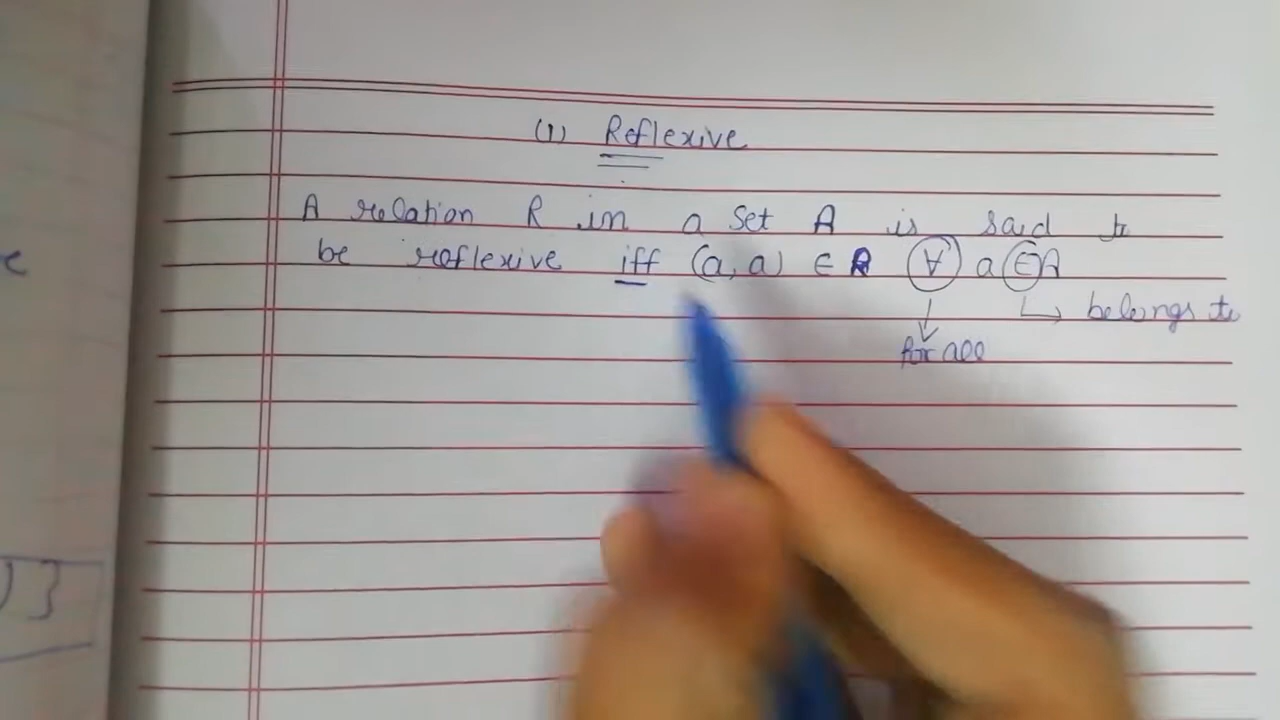 (1) Reflexive
A relation R in a set A is said to
be reflexive iff (a, a) ∈ R ∀ a ∈ A
↳ belongs to
for all
e
) }